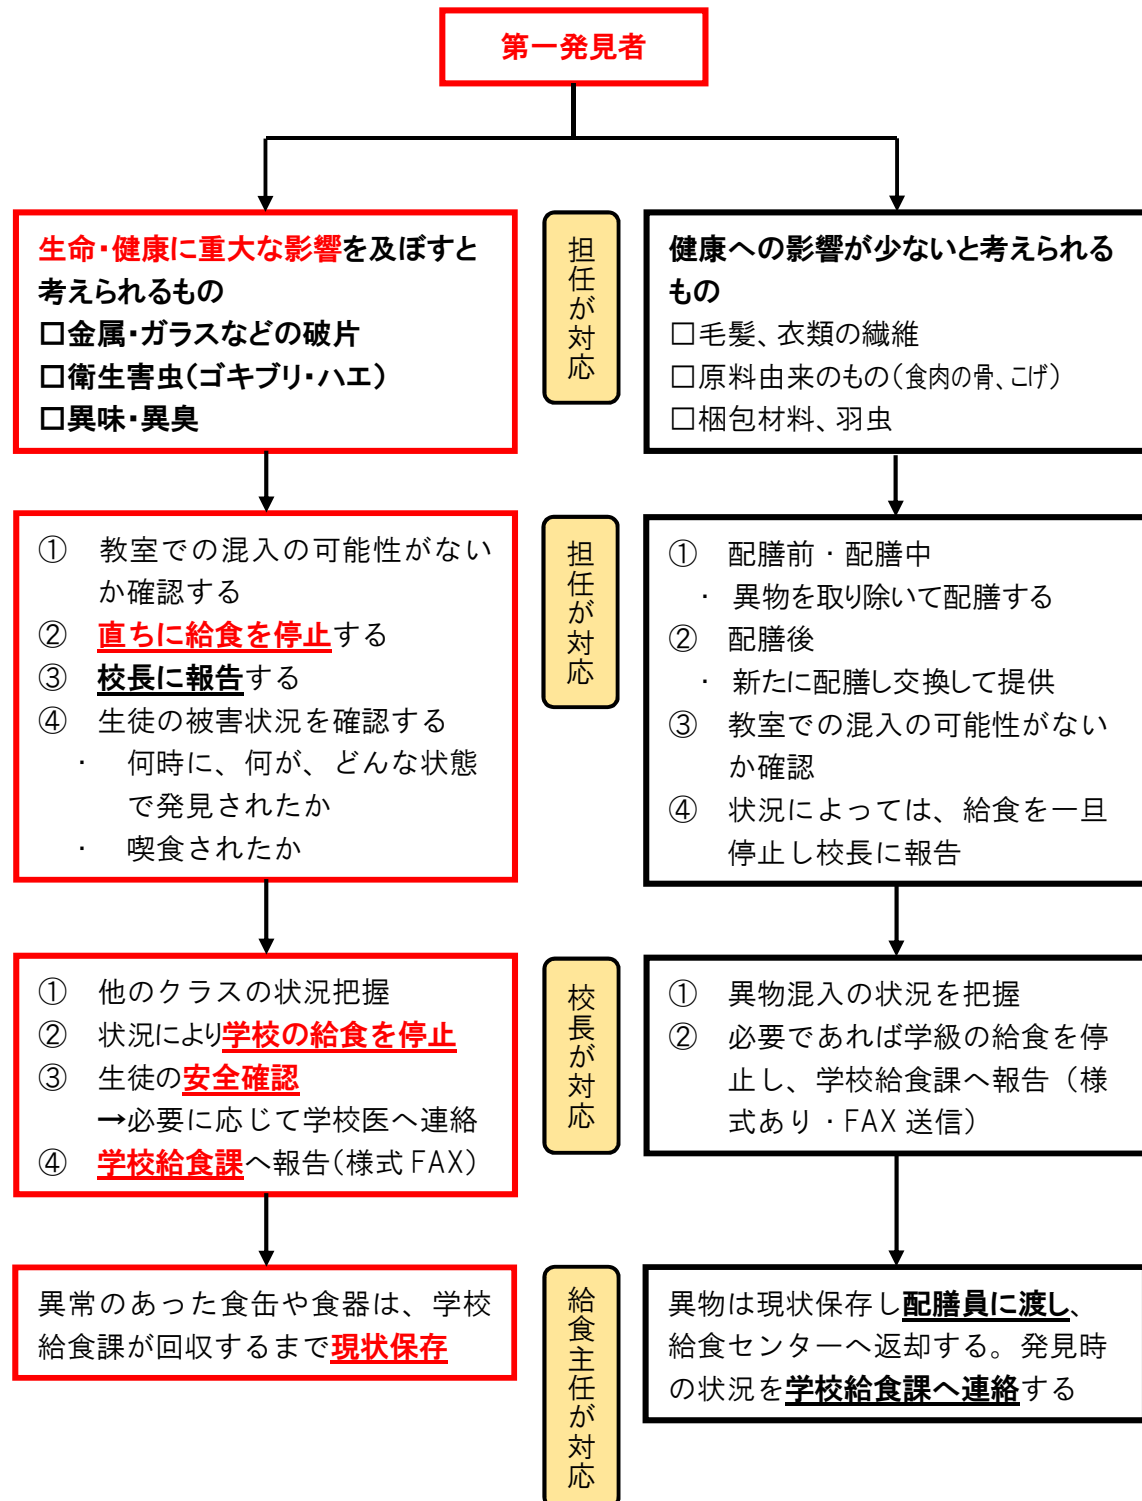 第一発見者
生命・健康に重大な影響を及ぼすと
考えられるもの
□金属・ガラスなどの破片
□衛生害虫(ゴキブリ・ハエ)
□異味・異臭
担任が対応
健康への影響が少ないと考えられる
もの
□毛髪、衣類の繊維
□原料由来のもの(食肉の骨、こげ)
□梱包材料、羽虫
① 教室での混入の可能性がない
か確認する
② 直ちに給食を停止する
③ 校長に報告する
④ 生徒の被害状況を確認する
・ 何時に、何が、どんな状態
で発見されたか
・ 喫食されたか
担任が対応
① 配膳前・配膳中
・ 異物を取り除いて配膳する
② 配膳後
・ 新たに配膳し交換して提供
③ 教室での混入の可能性がない
か確認
④ 状況によっては、給食を一旦
停止し校長に報告
① 他のクラスの状況把握
② 状況により学校の給食を停止
③ 生徒の安全確認
→必要に応じて学校医へ連絡
④ 学校給食課へ報告(様式 FAX)
校長が対応
① 異物混入の状況を把握
② 必要であれば学級の給食を停
止し、学校給食課へ報告(様
式あり・FAX 送信)
異常のあった食缶や食器は、学校
給食課が回収するまで現状保存
給食主任が対応
異物は現状保存し配膳員に渡し、
給食センターへ返却する。発見時
の状況を学校給食課へ連絡する